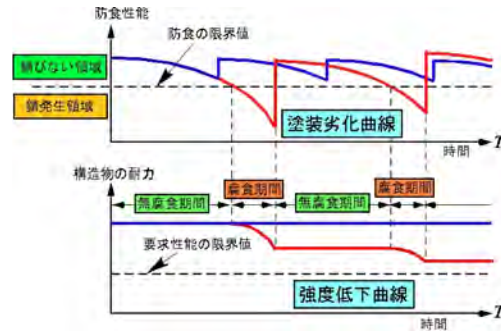 防食性能
防食の限界値
錆びない領域
錆発生領域
塗装劣化曲線
時間
T
構造物の耐力
無腐食期間
腐食期間
無腐食期間
腐食期間
要求性能の限界値
強度低下曲線
時間
T